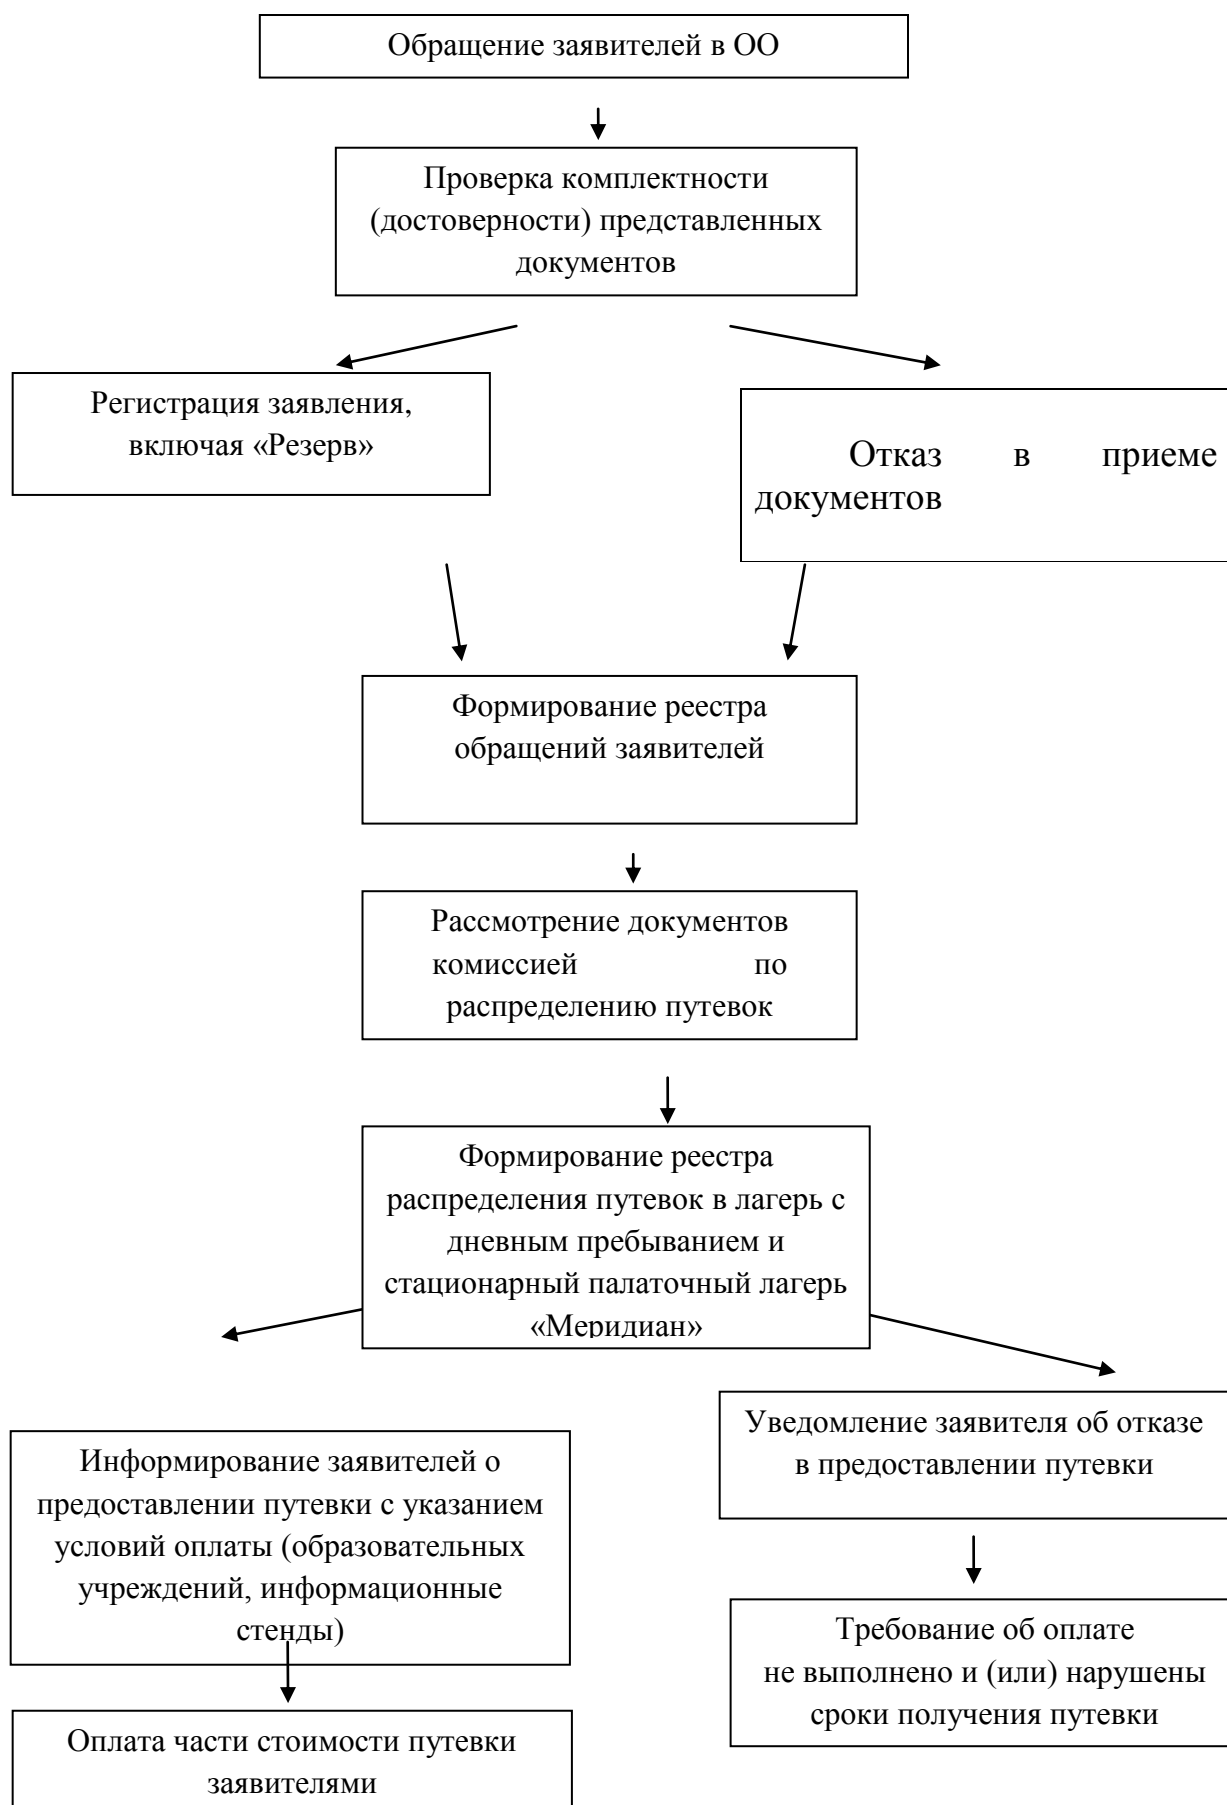 Обращение заявителей в ОО
Проверка комплектности
(достоверности) представленных
документов
Регистрация заявления,
включая «Резерв»
Отказ в приеме
документов
Формирование реестра
обращений заявителей
Рассмотрение документов
комиссией по
распределению путевок
Формирование реестра
распределения путевок в лагерь с
дневным пребыванием и
стационарный палаточный лагерь
«Меридиан»
Информирование заявителей о
предоставлении путевки с указанием
условий оплаты (образовательных
учреждений, информационные
стенды)
Уведомление заявителя об отказе
в предоставлении путевки
Требование об оплате
не выполнено и (или) нарушены
сроки получения путевки
Оплата части стоимости путевки
заявителями